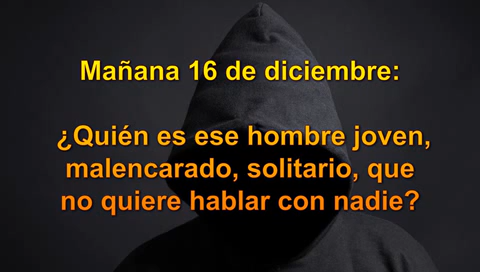 Mañana 16 de diciembre:
¿Quién es ese hombre joven,
malencarado, solitario, que
no quiere hablar con nadie?